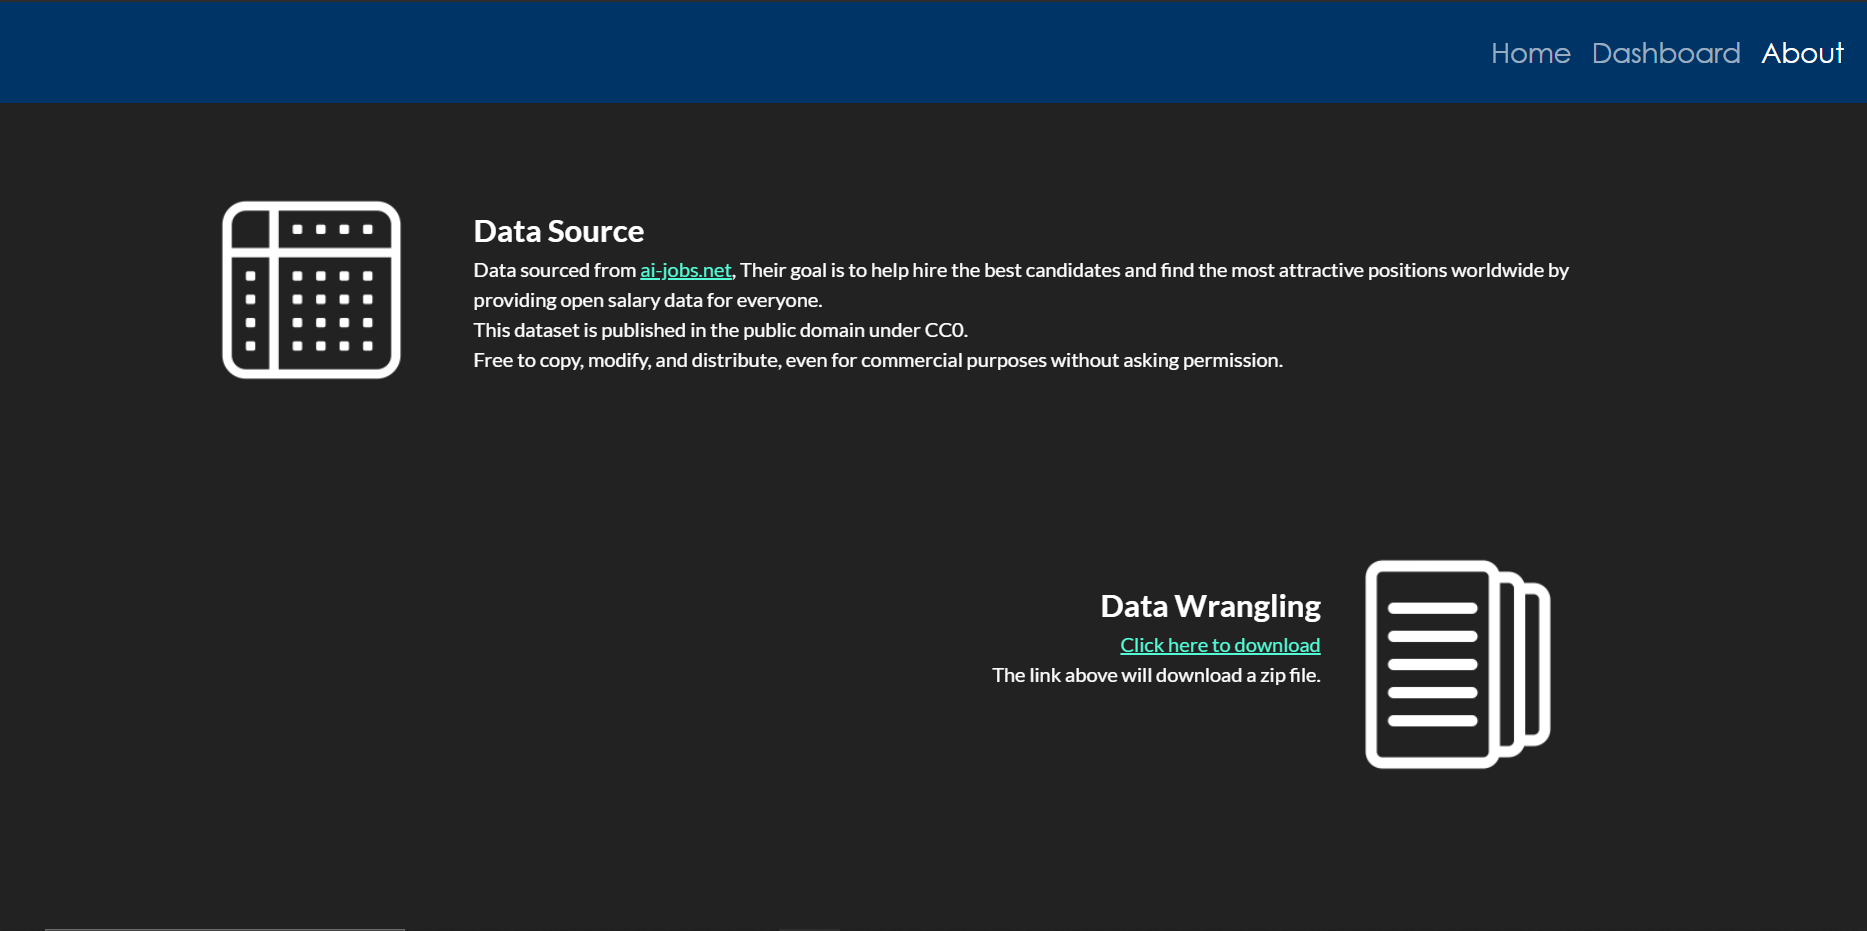 Home Dashboard About
Data Source
Data sourced from ai-jobs.net, Their goal is to help hire the best candidates and find the most attractive positions worldwide by
providing open salary data for everyone.
This dataset is published in the public domain under CC0.
Free to copy, modify, and distribute, even for commercial purposes without asking permission.
Data Wrangling
Click here to download
The link above will download a zip file.